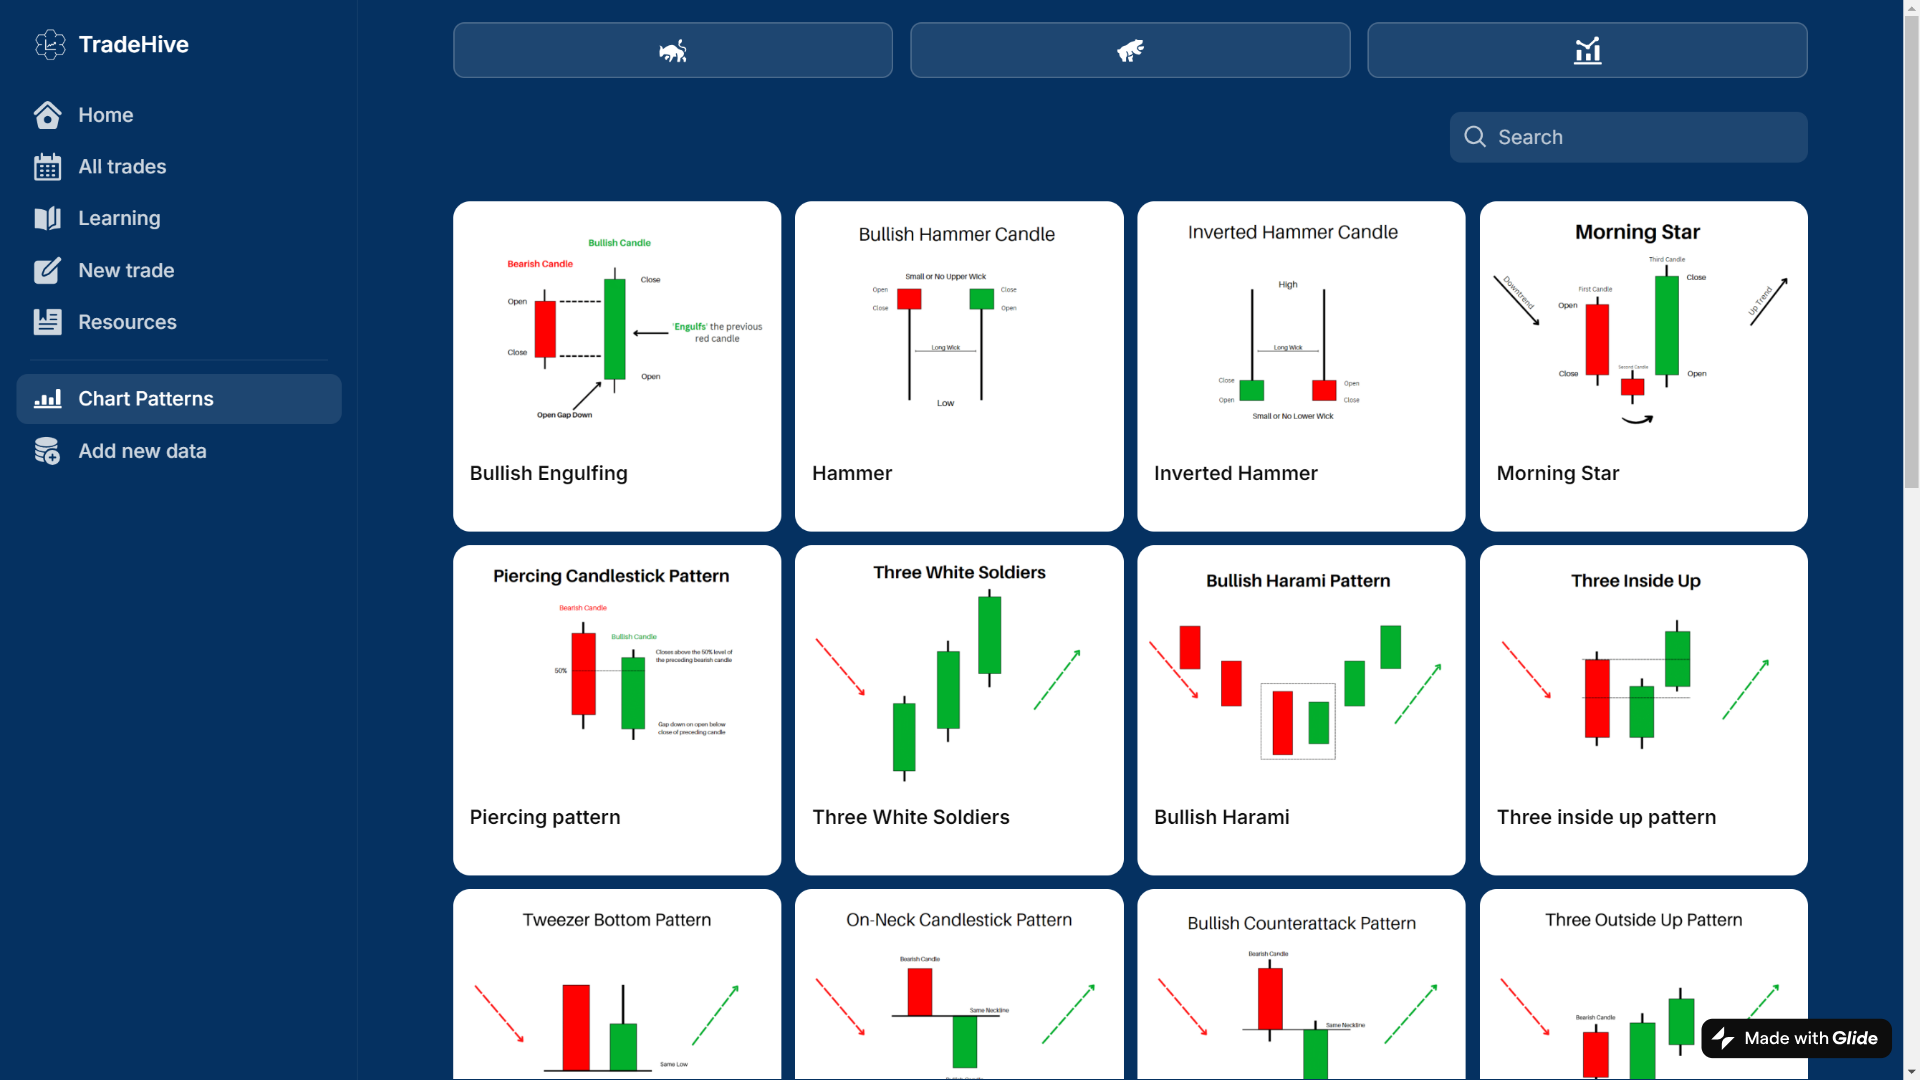 TradeHive
Home
All trades
Learning
New trade
Resources
Chart Patterns
Add new data
Search
Bullish Candle
Bearish Candle
Close
Open
'Engulfs' the previous
red candle
Close
Open
Open Gap Down
Bullish Engulfing
Bullish Hammer Candle
Small or No Upper Wick
Open
Close
Close
Open
Long Wick
Low
Hammer
Inverted Hammer Candle
High
Long Wick
Close
Open
Open
Close
Small or No Lower Wick
Inverted Hammer
Morning Star
Third Candle
Close
Downtrend
First Candle
Up Trend
Open
Second Candle
Close
Open
Morning Star
Piercing Candlestick Pattern
Bearish Candle
Bullish Candle
Closes above the 50% level of
the preceding bearish candle
50%
Gap down on open below
close of preceding candle
Piercing pattern
Three White Soldiers
Three White Soldiers
Bullish Harami Pattern
Bullish Harami
Three Inside Up
Three inside up pattern
Tweezer Bottom Pattern
Same Low
On-Neck Candlestick Pattern
Bearish Candle
Same Neckline
Bullish Counterattack Pattern
Bearish Candle
Same Neckline
Three Outside Up Pattern
Bearish Candle
Made with Glide